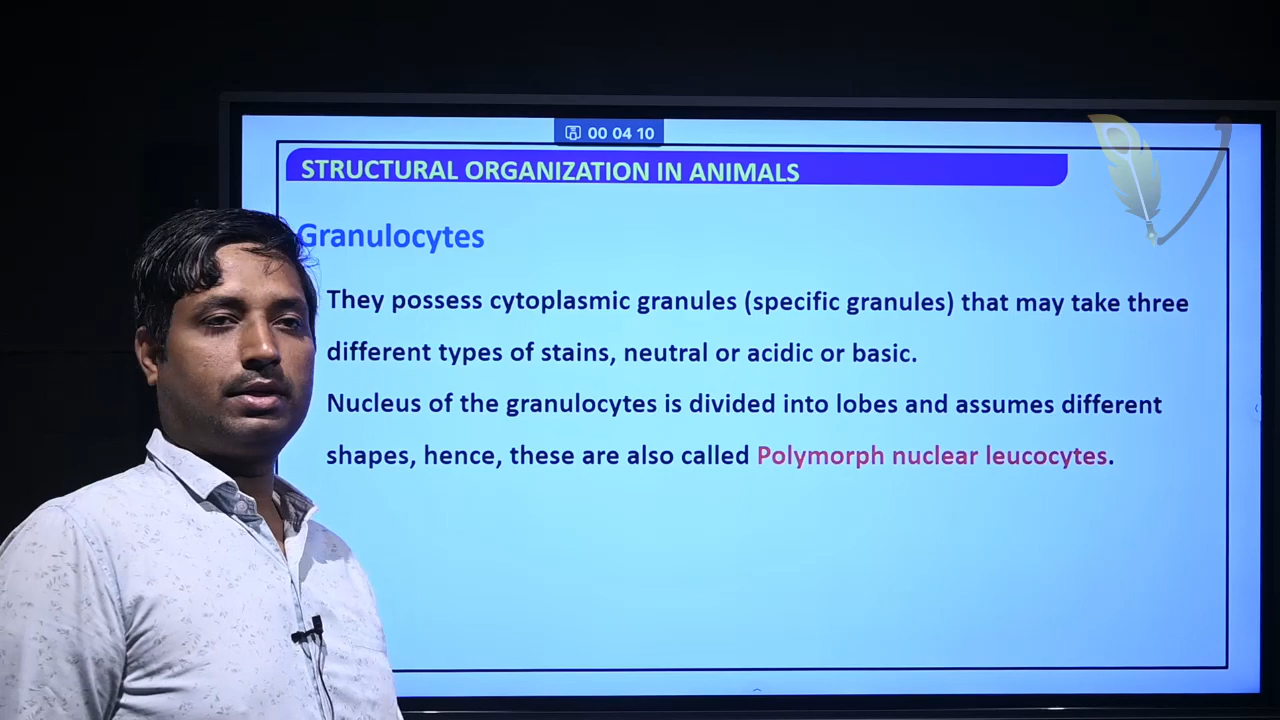 00 04 10
STRUCTURAL ORGANIZATION IN ANIMALS
Granulocytes
They possess cytoplasmic granules (specific granules) that may take three
different types of stains, neutral or acidic or basic.
Nucleus of the granulocytes is divided into lobes and assumes different
shapes, hence, these are also called Polymorph nuclear leucocytes.